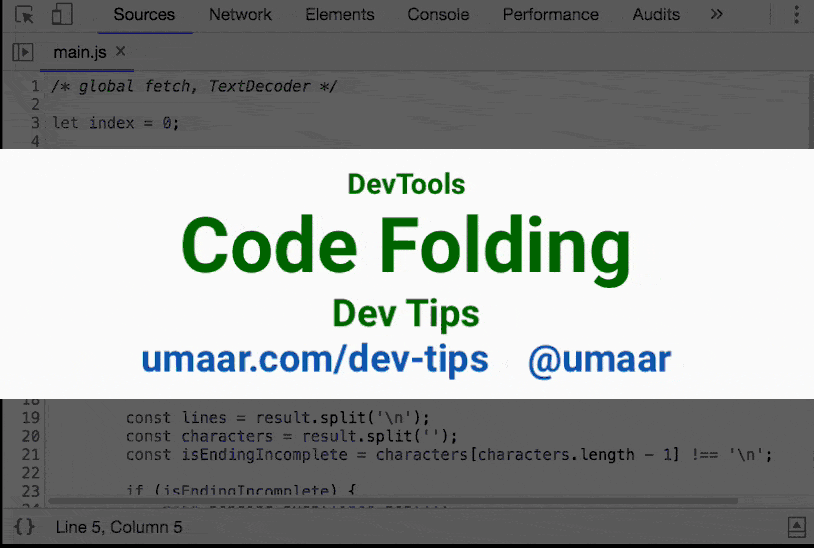 Sources Network Elements Console Performance Audits »
main.js ×
1 /* global fetch, TextDecoder */
2
3 let index = 0;
4
DevTools
Code Folding
Dev Tips
umaar.com/dev-tips @umaar
18
19 const lines = result.split('\n');
20 const characters = result.split('');
21 const isEndingIncomplete = characters[characters.length - 1] !== '\n';
22
23 if (isEndingIncomplete) {
{} Line 5, Column 5